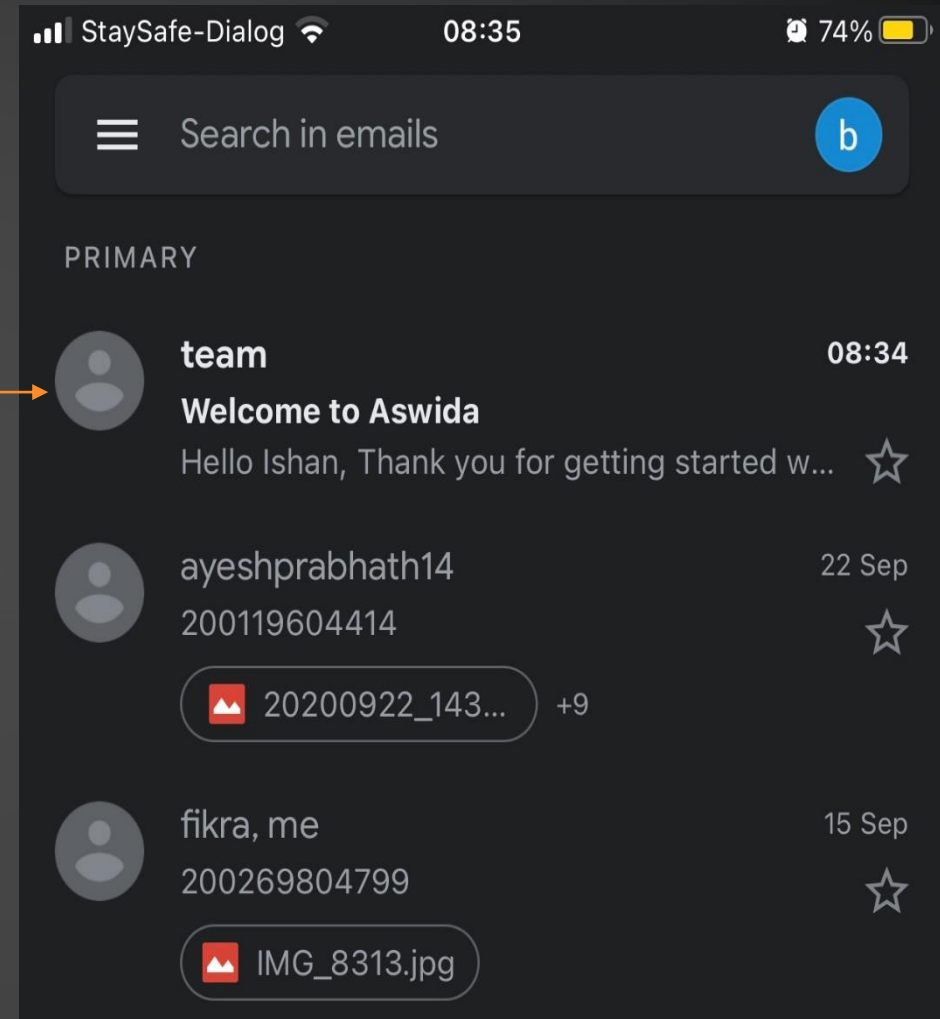 StaySafe-Dialog 08:35 74%
Search in emails b
PRIMARY
team 08:34
Welcome to Aswida
Hello Ishan, Thank you for getting started w...
ayeshprabhath14 22 Sep
200119604414
20200922_143... +9
fikra, me 15 Sep
200269804799
IMG_8313.jpg